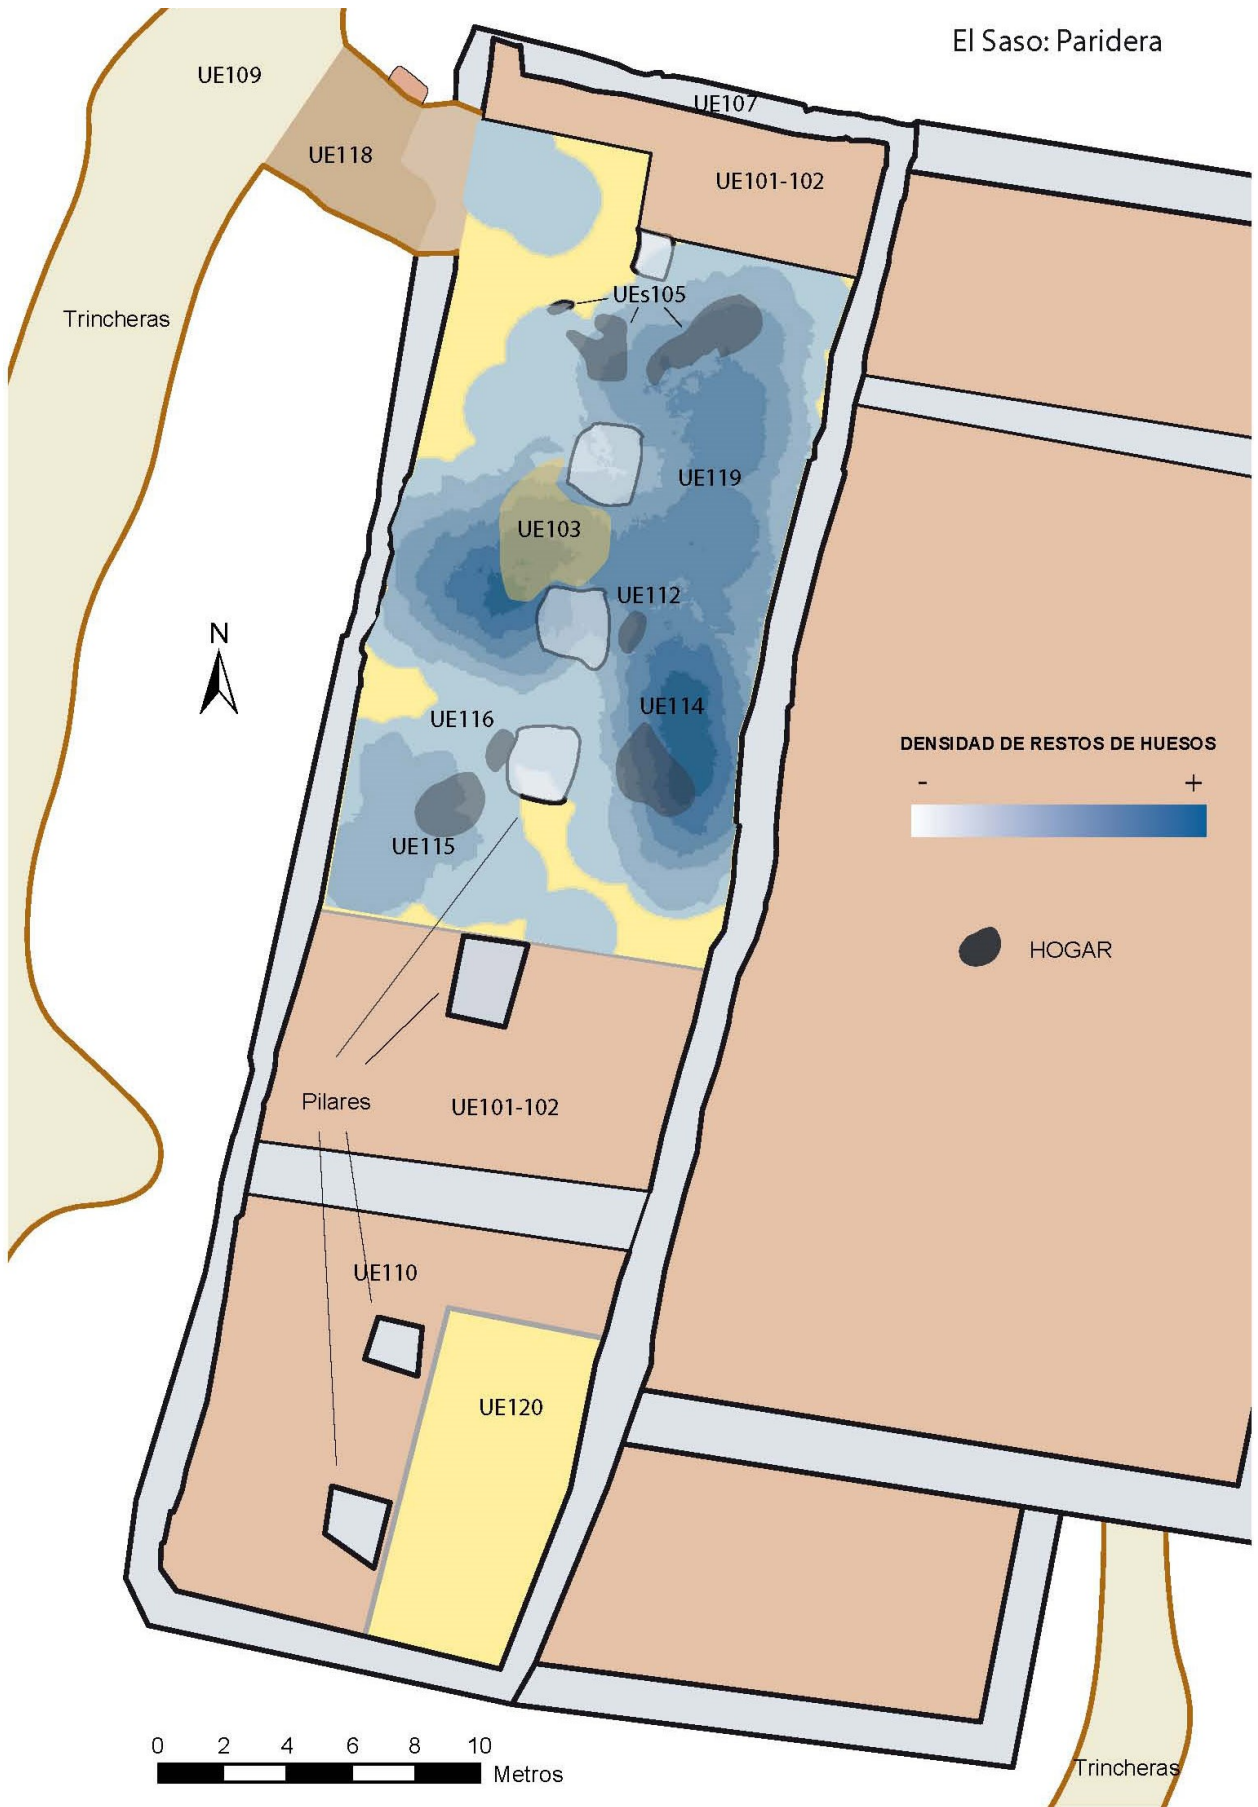 El Saso: Paridera
UE109
UE107
UE118
UE101-102
UEs105
Trincheras
UE119
UE103
UE112
N
UE114
UE116
DENSIDAD DE RESTOS DE HUESOS
- +
UE115
HOGAR
Pilares
UE101-102
UE110
UE120
0 2 4 6 8 10
Metros
Trincheras